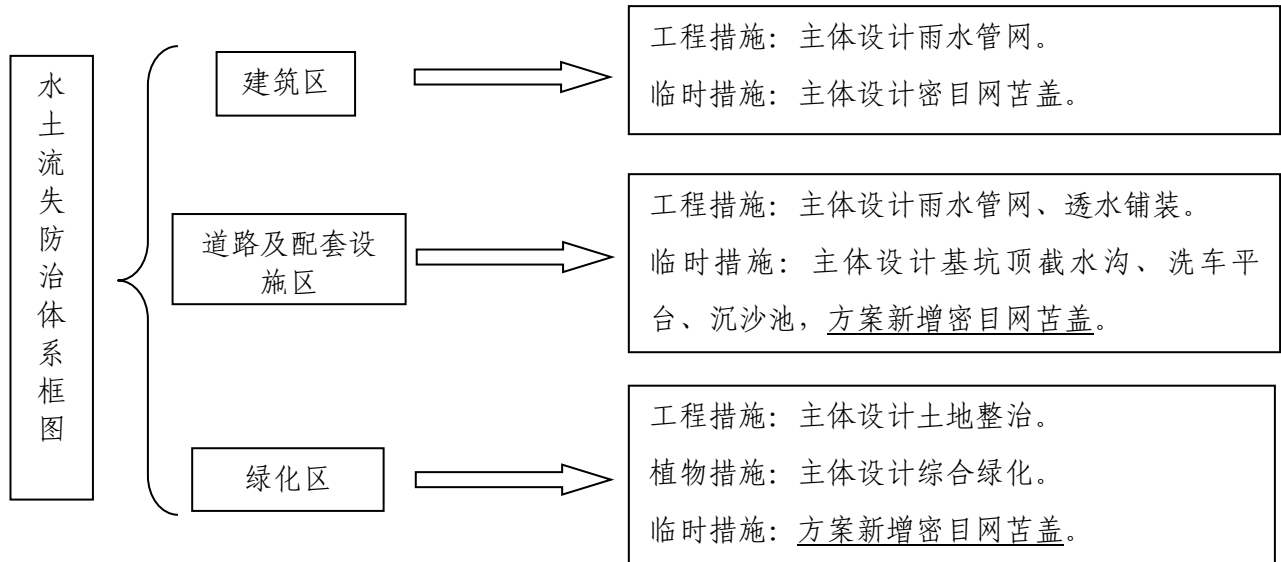 水土流失防治体系框图
建筑区
工程措施：主体设计雨水管网。
临时措施：主体设计密目网苫盖。
道路及配套设
施区
工程措施：主体设计雨水管网、透水铺装。
临时措施：主体设计基坑顶截水沟、洗车平
台、沉沙池，方案新增密目网苫盖。
绿化区
工程措施：主体设计土地整治。
植物措施：主体设计综合绿化。
临时措施：方案新增密目网苫盖。